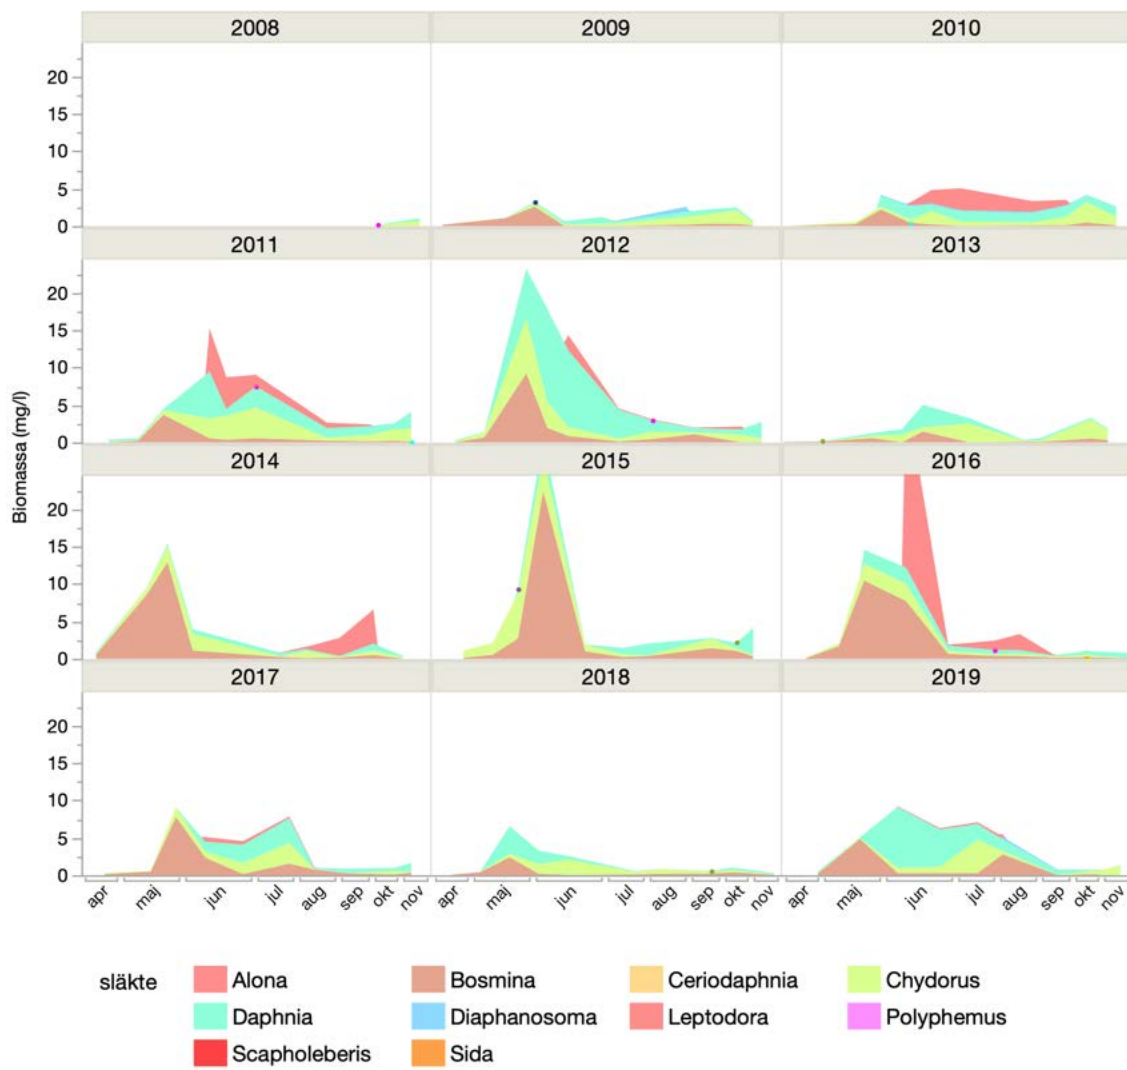 2008 2009 2010
20
15
10
5
0
2011 2012 2013
20
15
10
5
0
Biomassa (mg/l)
2014 2015 2016
20
15
10
5
0
2017 2018 2019
20
15
10
5
0
apr maj jun jul aug sep okt nov apr maj jun jul aug sep okt nov apr maj jun jul aug sep okt nov
släkte Alona Bosmina Ceriodaphnia Chydorus
Daphnia Diaphanosoma Leptodora Polyphemus
Scapholeberis Sida